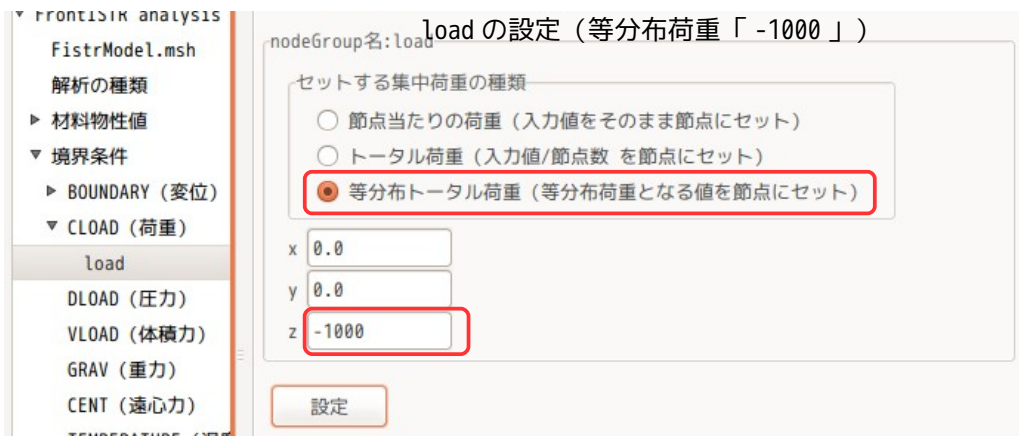 FrontISTR analysis
FistrModel.msh
解析の種類
材料物性値
境界条件
BOUNDARY (変位)
CLOAD (荷重)
load
DLOAD (圧力)
VLOAD (体積力)
GRAV (重力)
CENT (遠心力)
load の設定（等分布荷重「 -1000 」）
nodeGroup名:load
セットする集中荷重の種類
節点当たりの荷重 (入力値をそのまま節点にセット)
トータル荷重 (入力値/節点数 を節点にセット)
等分布トータル荷重 (等分布荷重となる値を節点にセット)
x 0.0
y 0.0
z -1000
設定